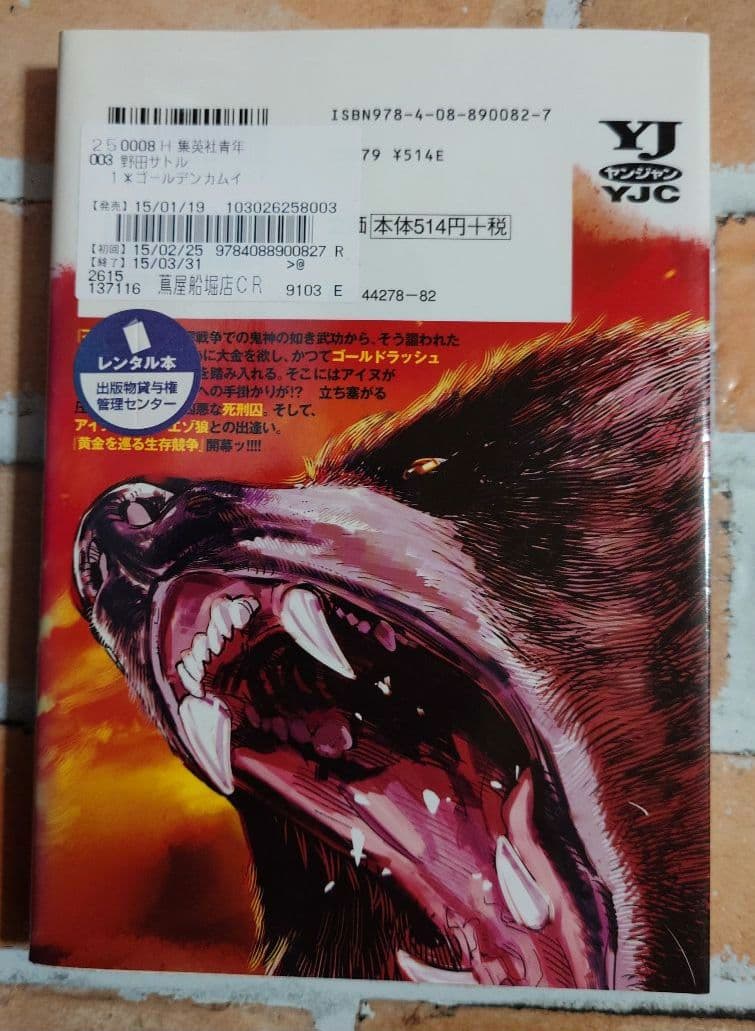 ISBN978-4-08-890082-7
79 ¥514E
YJ
ヤンジャン
YJC
250008H 集英社青年
003 野田サトル
1*ゴールデンカムイ
【発売】 15/01/19 103026258003
【初回】 15/02/25 9784088900827 R
【終了】 15/03/31 >@
2615
137116 蔦屋船堀店CR 9103 E
価 本体514円+税
44278-82
レンタル本
出版物貸与権
管理センター
戦争での鬼神の如き武功から、そう謳われた
に大金を欲し、かつてゴールドラッシュ
を踏み入れる。そこにはアイヌが
への手掛かりが!? 立ち塞がる
凶悪な死刑囚。そして、
アイ エゾ狼との出逢い。
『黄金を巡る生存競争』開幕ッ!!!!